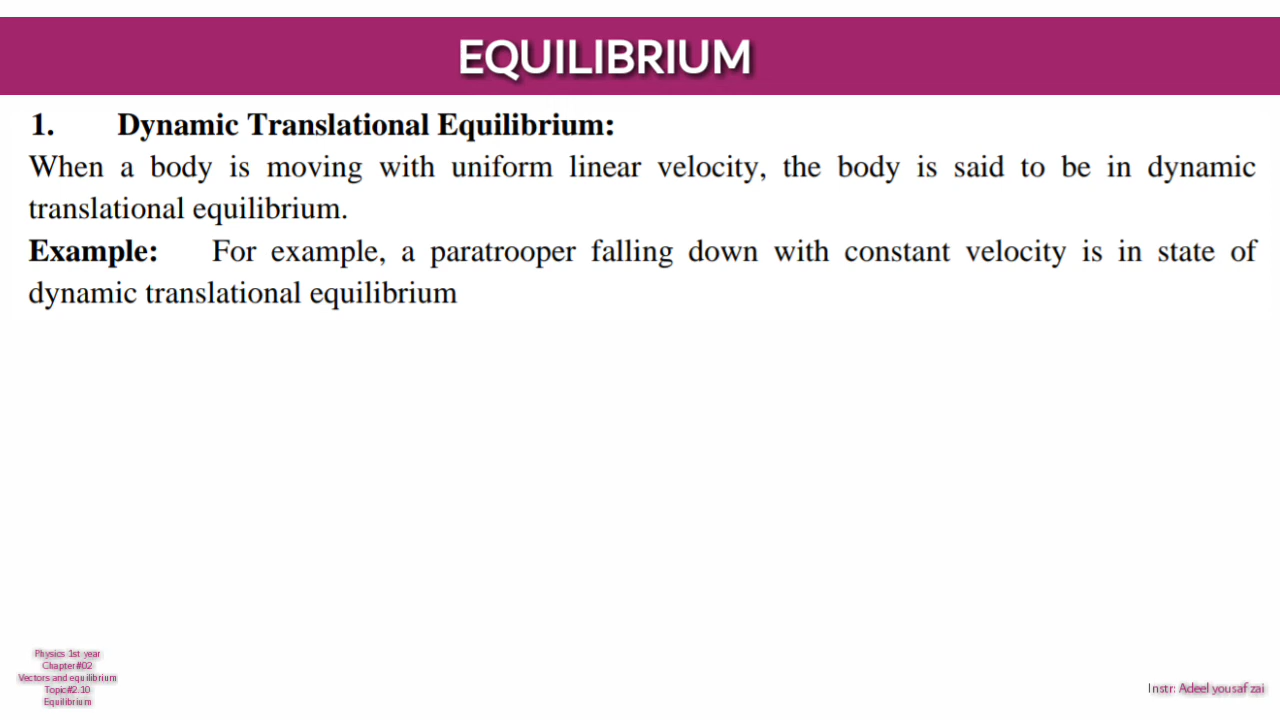 EQUILIBRIUM
1. Dynamic Translational Equilibrium:
When a body is moving with uniform linear velocity, the body is said to be in dynamic
translational equilibrium.
Example: For example, a paratrooper falling down with constant velocity is in state of
dynamic translational equilibrium
Physics 1st year
Chapter#02
Vectors and equilibrium
Topic#2.10
Equilibrium
Instr: Adeel yousaf zai